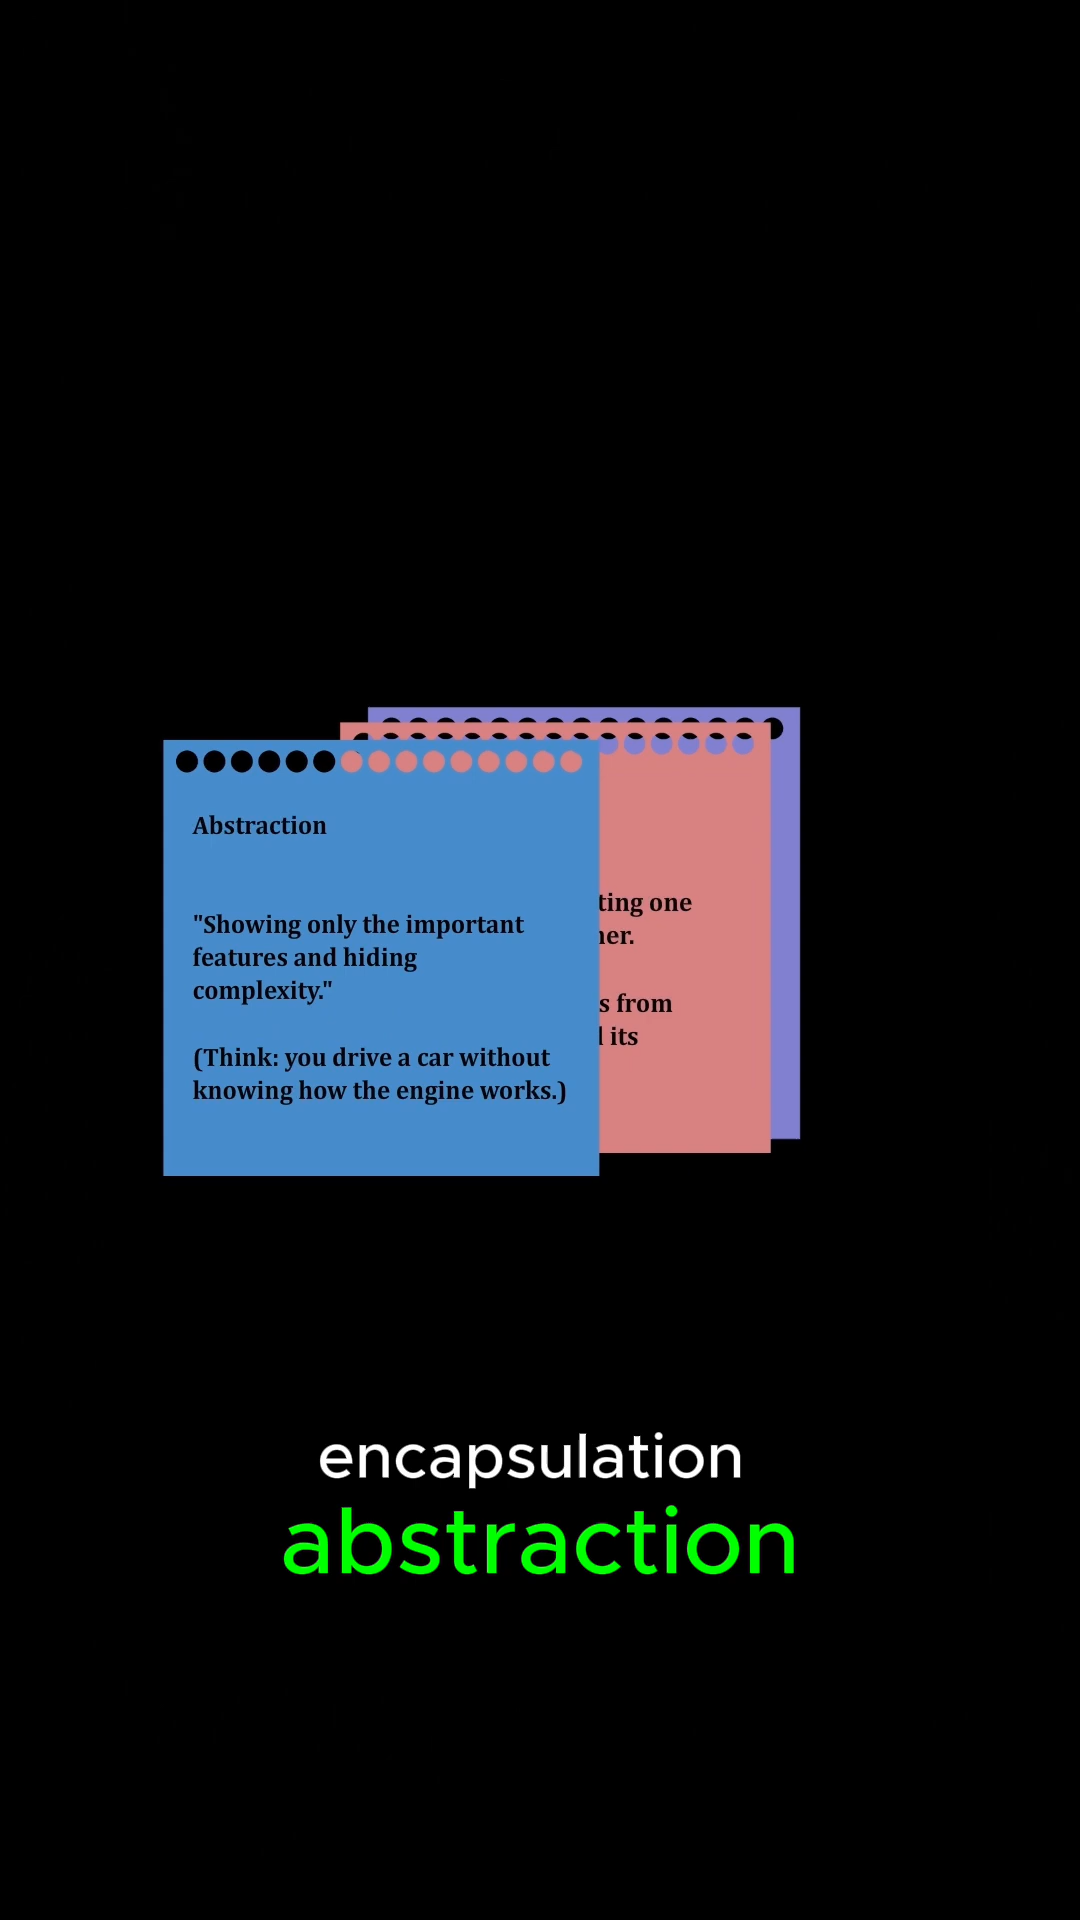 Abstraction
"Showing only the important
features and hiding
complexity."
(Think: you drive a car without
knowing how the engine works.)
one
from
its
encapsulation
abstraction